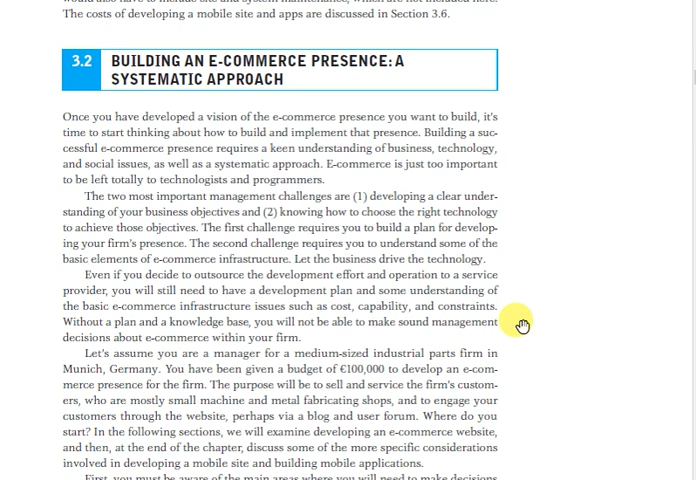 The costs of developing a mobile site and apps are discussed in Section 3.6.
3.2 BUILDING AN E-COMMERCE PRESENCE: A
SYSTEMATIC APPROACH
Once you have developed a vision of the e-commerce presence you want to build, it's
time to start thinking about how to build and implement that presence. Building a suc-
cessful e-commerce presence requires a keen understanding of business, technology,
and social issues, as well as a systematic approach. E-commerce is just too important
to be left totally to technologists and programmers.
The two most important management challenges are (1) developing a clear under-
standing of your business objectives and (2) knowing how to choose the right technology
to achieve those objectives. The first challenge requires you to build a plan for develop-
ing your firm's presence. The second challenge requires you to understand some of the
basic elements of e-commerce infrastructure. Let the business drive the technology.
Even if you decide to outsource the development effort and operation to a service
provider, you will still need to have a development plan and some understanding of
the basic e-commerce infrastructure issues such as cost, capability, and constraints.
Without a plan and a knowledge base, you will not be able to make sound management
decisions about e-commerce within your firm.
Let's assume you are a manager for a medium-sized industrial parts firm in
Munich, Germany. You have been given a budget of €100,000 to develop an e-com-
merce presence for the firm. The purpose will be to sell and service the firm's custom-
ers, who are mostly small machine and metal fabricating shops, and to engage your
customers through the website, perhaps via a blog and user forum. Where do you
start? In the following sections, we will examine developing an e-commerce website,
and then, at the end of the chapter, discuss some of the more specific considerations
involved in developing a mobile site and building mobile applications.
First, you must be aware of the main areas where you will need to make decisions